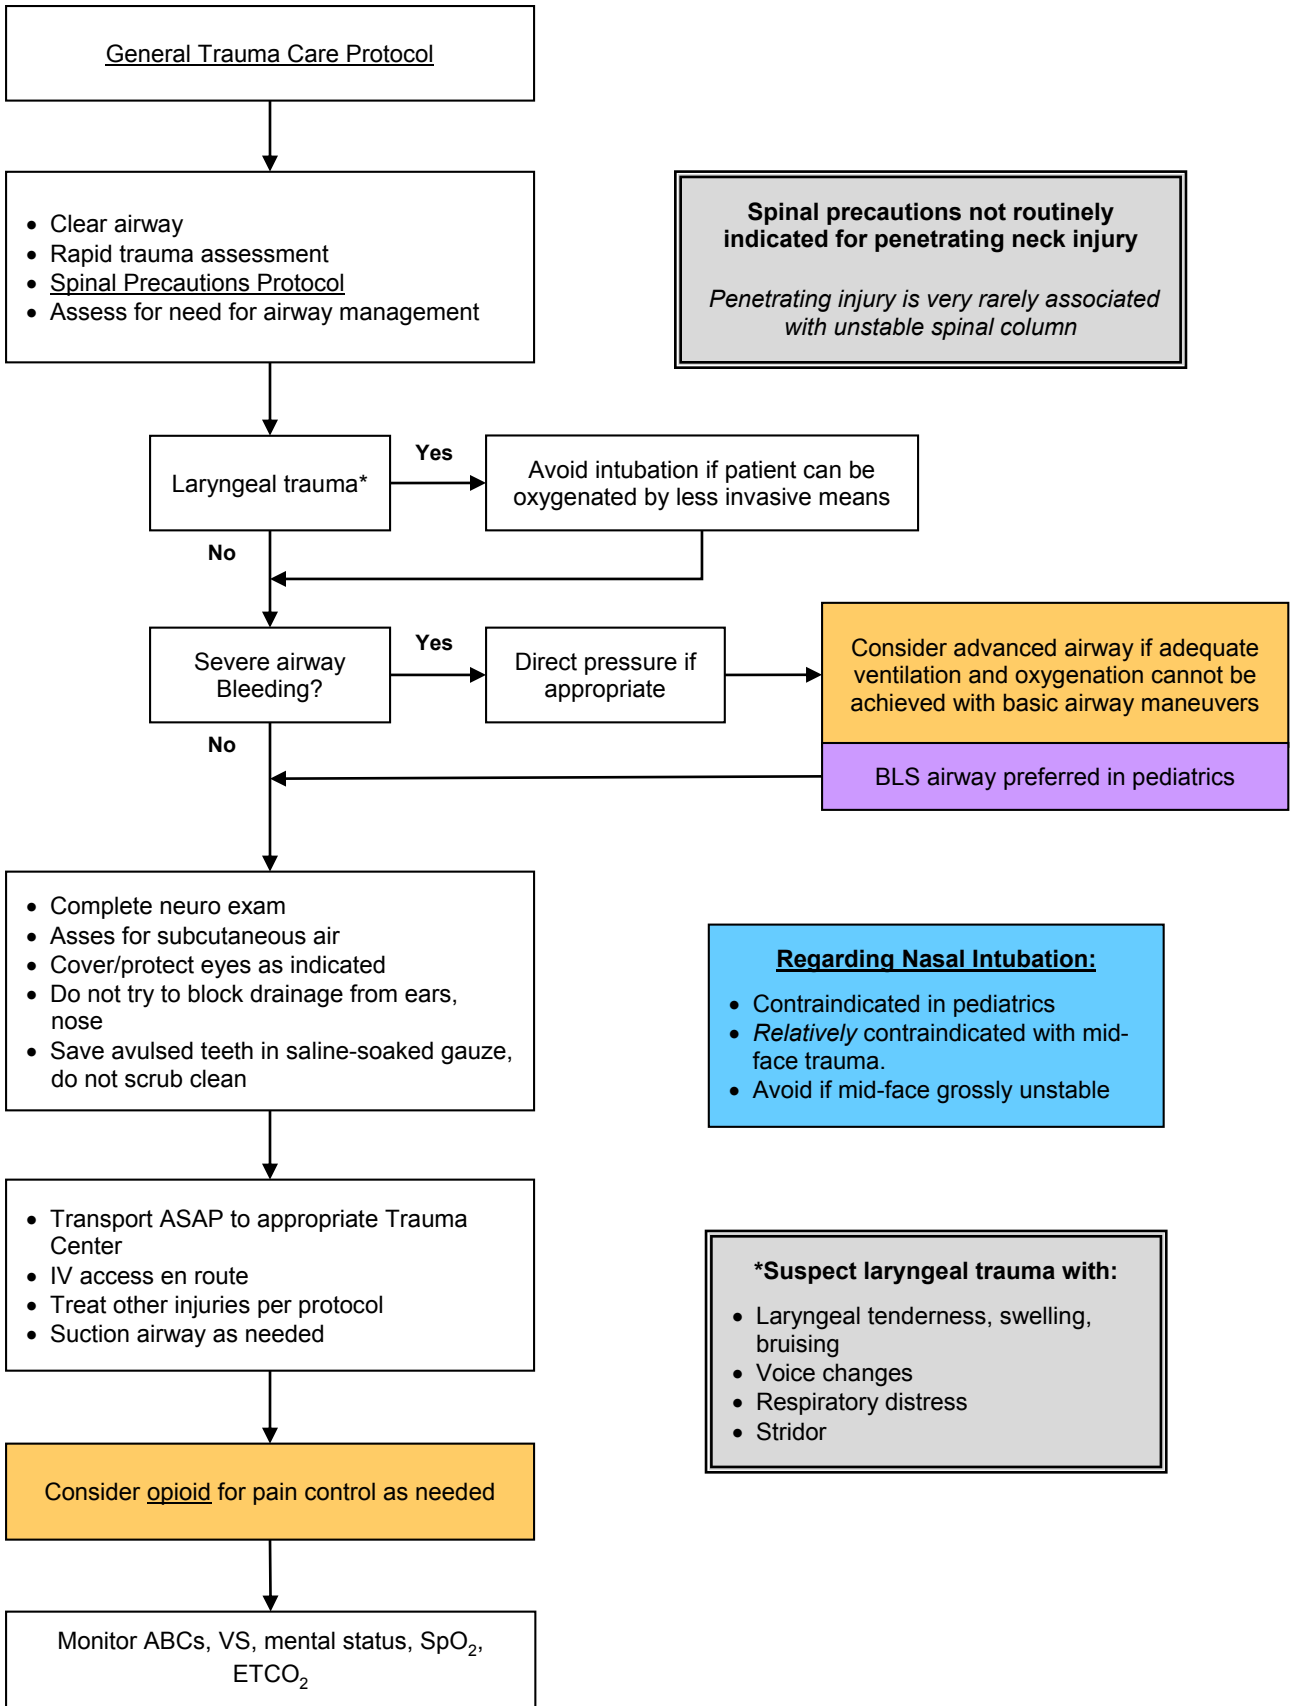 General Trauma Care Protocol
• Clear airway
• Rapid trauma assessment
• Spinal Precautions Protocol
• Assess for need for airway management
Spinal precautions not routinely
indicated for penetrating neck injury
Penetrating injury is very rarely associated
with unstable spinal column
Laryngeal trauma*
Yes
Avoid intubation if patient can be
oxygenated by less invasive means
No
Severe airway
Bleeding?
Yes
Direct pressure if
appropriate
Consider advanced airway if adequate
ventilation and oxygenation cannot be
achieved with basic airway maneuvers
BLS airway preferred in pediatrics
No
• Complete neuro exam
• Asses for subcutaneous air
• Cover/protect eyes as indicated
• Do not try to block drainage from ears,
nose
• Save avulsed teeth in saline-soaked gauze,
do not scrub clean
Regarding Nasal Intubation:
• Contraindicated in pediatrics
• Relatively contraindicated with mid-
face trauma.
• Avoid if mid-face grossly unstable
• Transport ASAP to appropriate Trauma
Center
• IV access en route
• Treat other injuries per protocol
• Suction airway as needed
*Suspect laryngeal trauma with:
• Laryngeal tenderness, swelling,
bruising
• Voice changes
• Respiratory distress
• Stridor
Consider opioid for pain control as needed
Monitor ABCs, VS, mental status, SpO2,
ETCO2